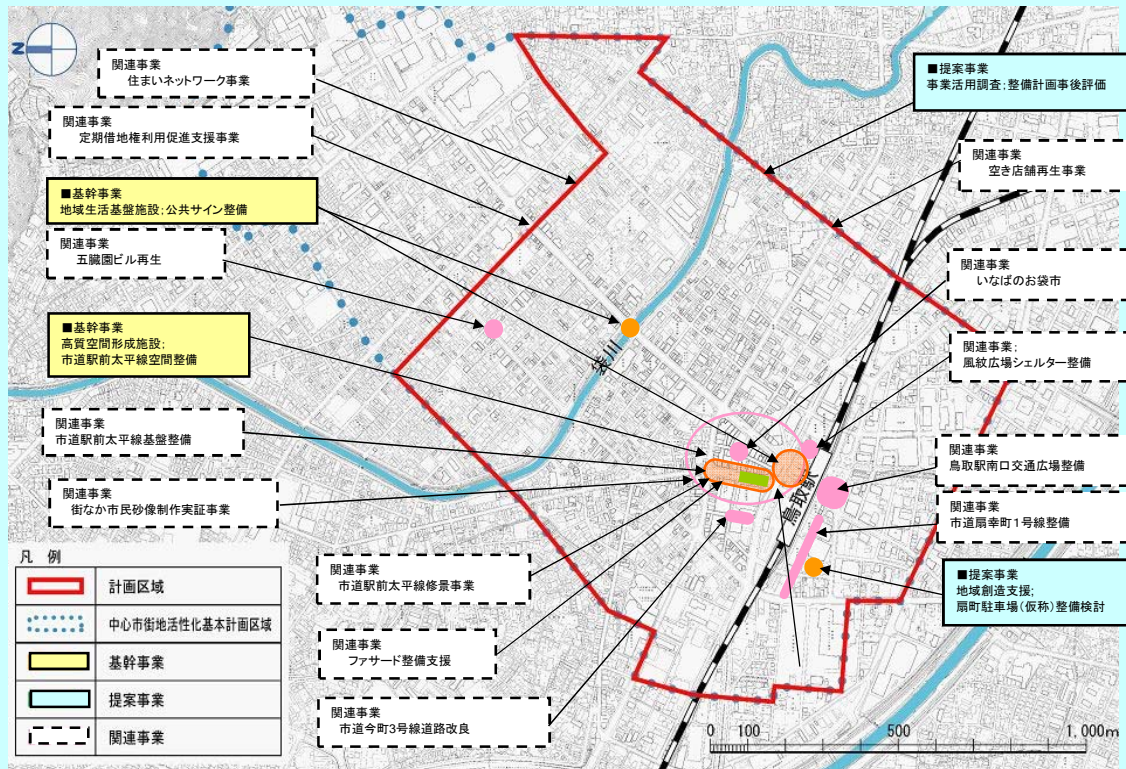 N
関連事業
住まいネットワーク事業
関連事業
定期借地権利用促進支援事業
■基幹事業
地域生活基盤施設;公共サイン整備
関連事業
五臓園ビル再生
■基幹事業
高質空間形成施設;
市道駅前太平線空間整備
関連事業
市道駅前太平線基盤整備
関連事業
街なか市民砂像制作実証事業
関連事業
市道駅前太平線修景事業
関連事業
ファサード整備支援
関連事業
市道今町3号線道路改良
■提案事業
事業活用調査;整備計画事後評価
関連事業
空き店舗再生事業
関連事業
いなばのお袋市
関連事業;
風紋広場シェルター整備
関連事業
鳥取駅南口交通広場整備
関連事業
市道扇幸町1号線整備
■提案事業
地域創造支援;
扇町駐車場(仮称)整備検討
袋川
鳥取駅
凡 例
計画区域
中心市街地活性化基本計画区域
基幹事業
提案事業
関連事業
0 100 500 1,000m